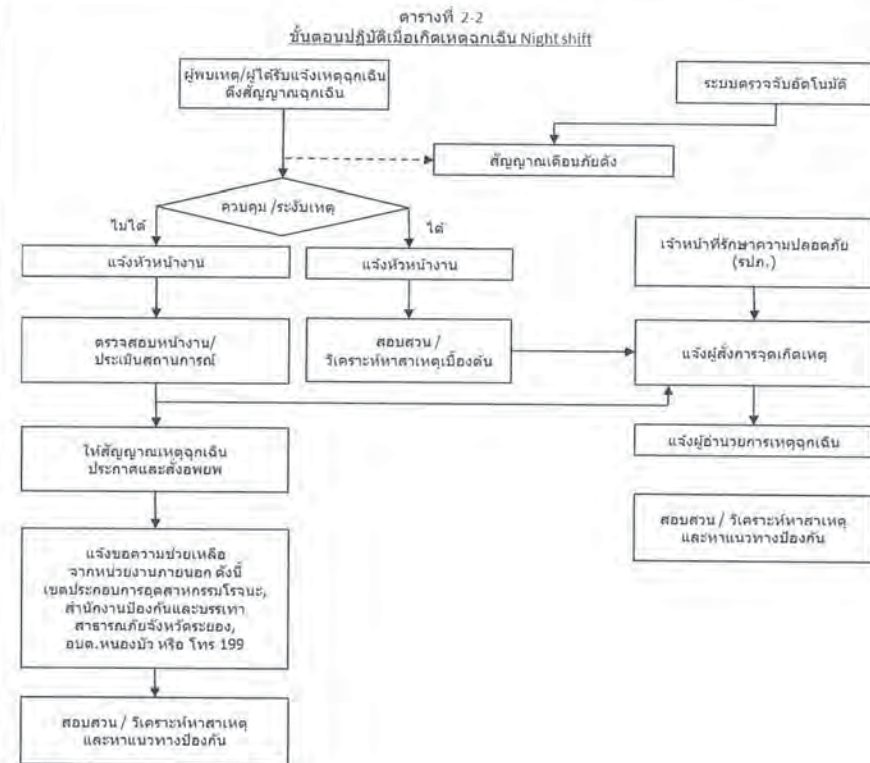 ตารางที่ 2-2
ขั้นตอนปฏิบัติเมื่อเกิดเหตุฉุกเฉิน Night shift
ผู้พบเหตุ/ผู้ได้รับแจ้งเหตุฉุกเฉิน
ดึงสัญญาณฉุกเฉิน
ระบบตรวจจับอัตโนมัติ
สัญญาณเตือนภัยดัง
ควบคุม /ระงับเหตุ
ไม่ได้
ได้
แจ้งหัวหน้างาน
แจ้งหัวหน้างาน
เจ้าหน้าที่รักษาความปลอดภัย
(รปภ.)
ตรวจสอบหน้างาน/
ประเมินสถานการณ์
สอบสวน /
วิเคราะห์หาสาเหตุเบื้องต้น
แจ้งผู้สั่งการจุดเกิดเหตุ
ให้สัญญาณเหตุฉุกเฉิน
ประกาศและสั่งอพยพ
แจ้งผู้อำนวยการเหตุฉุกเฉิน
แจ้งขอความช่วยเหลือ
จากหน่วยงานภายนอก ดังนี้
เขตประกอบการอุตสาหกรรมโรจนะ,
สำนักงานป้องกันและบรรเทา
สาธารณภัยจังหวัดระยอง,
อบต.หนองบัว หรือ โทร 199
สอบสวน / วิเคราะห์หาสาเหตุ
และหาแนวทางป้องกัน
สอบสวน / วิเคราะห์หาสาเหตุ
และหาแนวทางป้องกัน